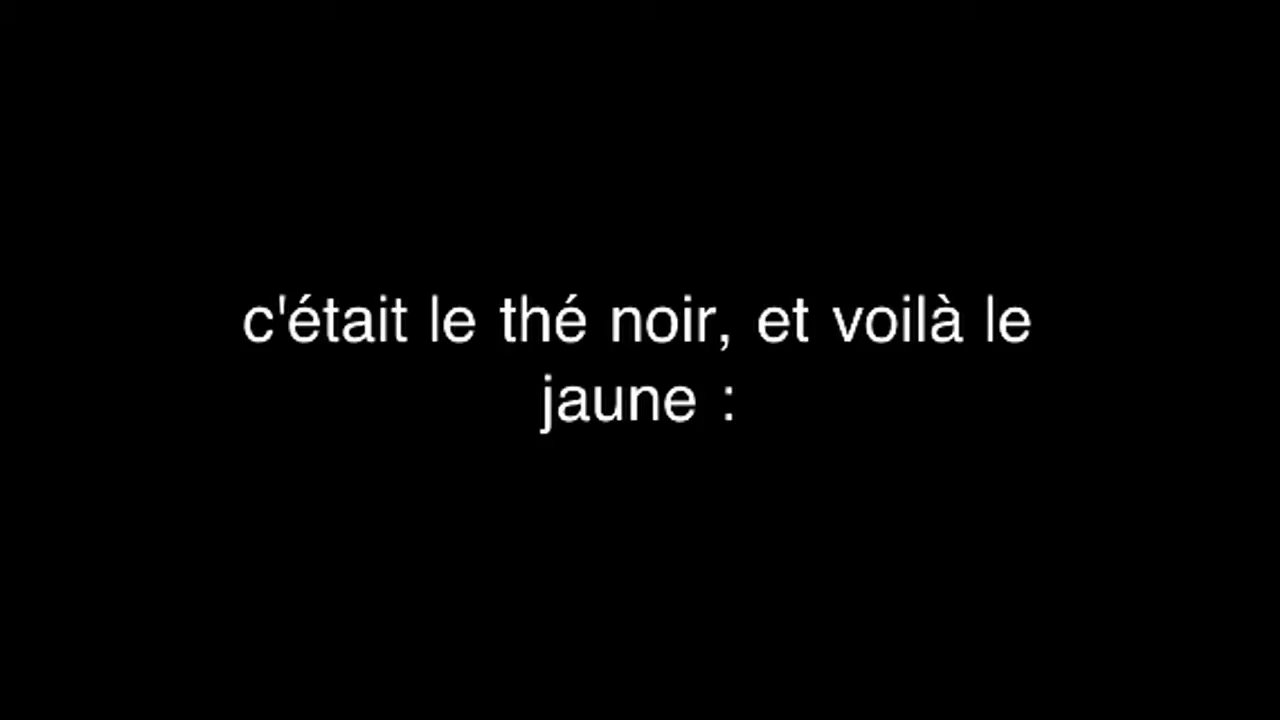 c'était le thé noir, et voilà le
jaune :